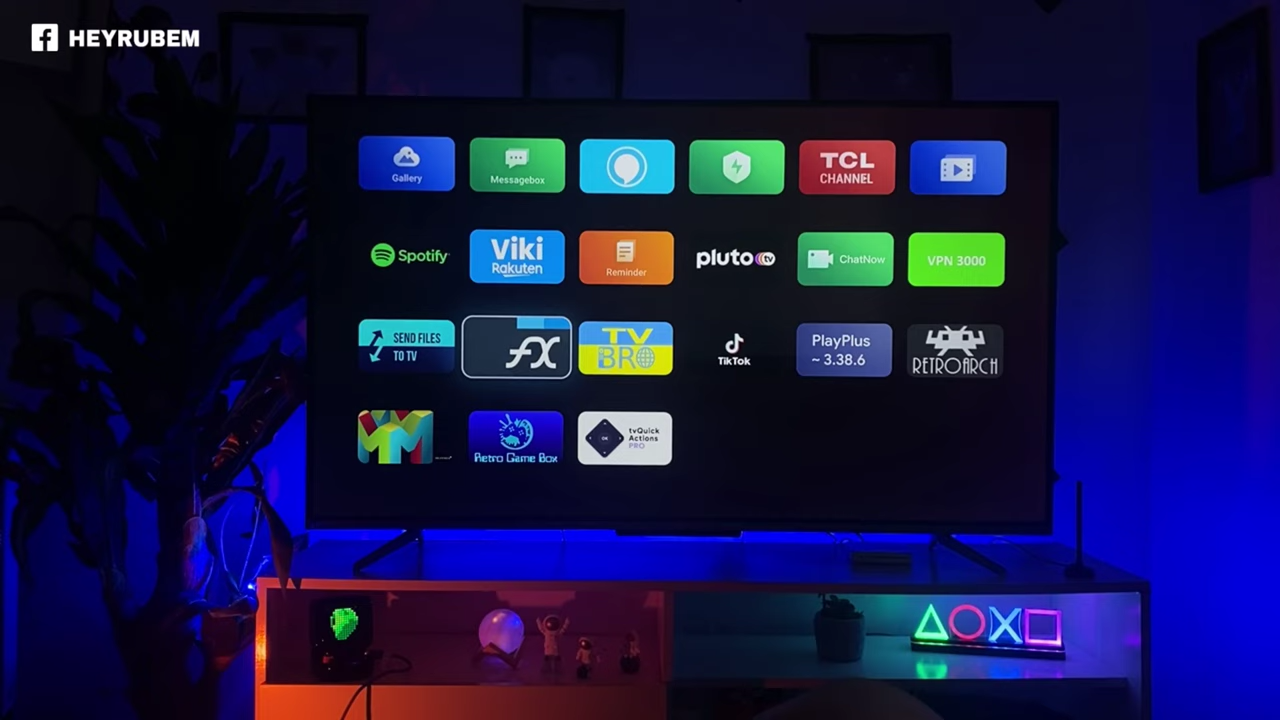 HEYRUBEM
Gallery
Messagebox
TCL
CHANNEL
Spotify
Viki
Rakuten
Reminder
pluto tv
ChatNow
VPN 3000
SEND FILES
TO TV
FX
TV
BRO
TikTok
PlayPlus
~ 3.38.6
RETROARCH
Retro Game Box
OK
tvQuick
Actions
PRO